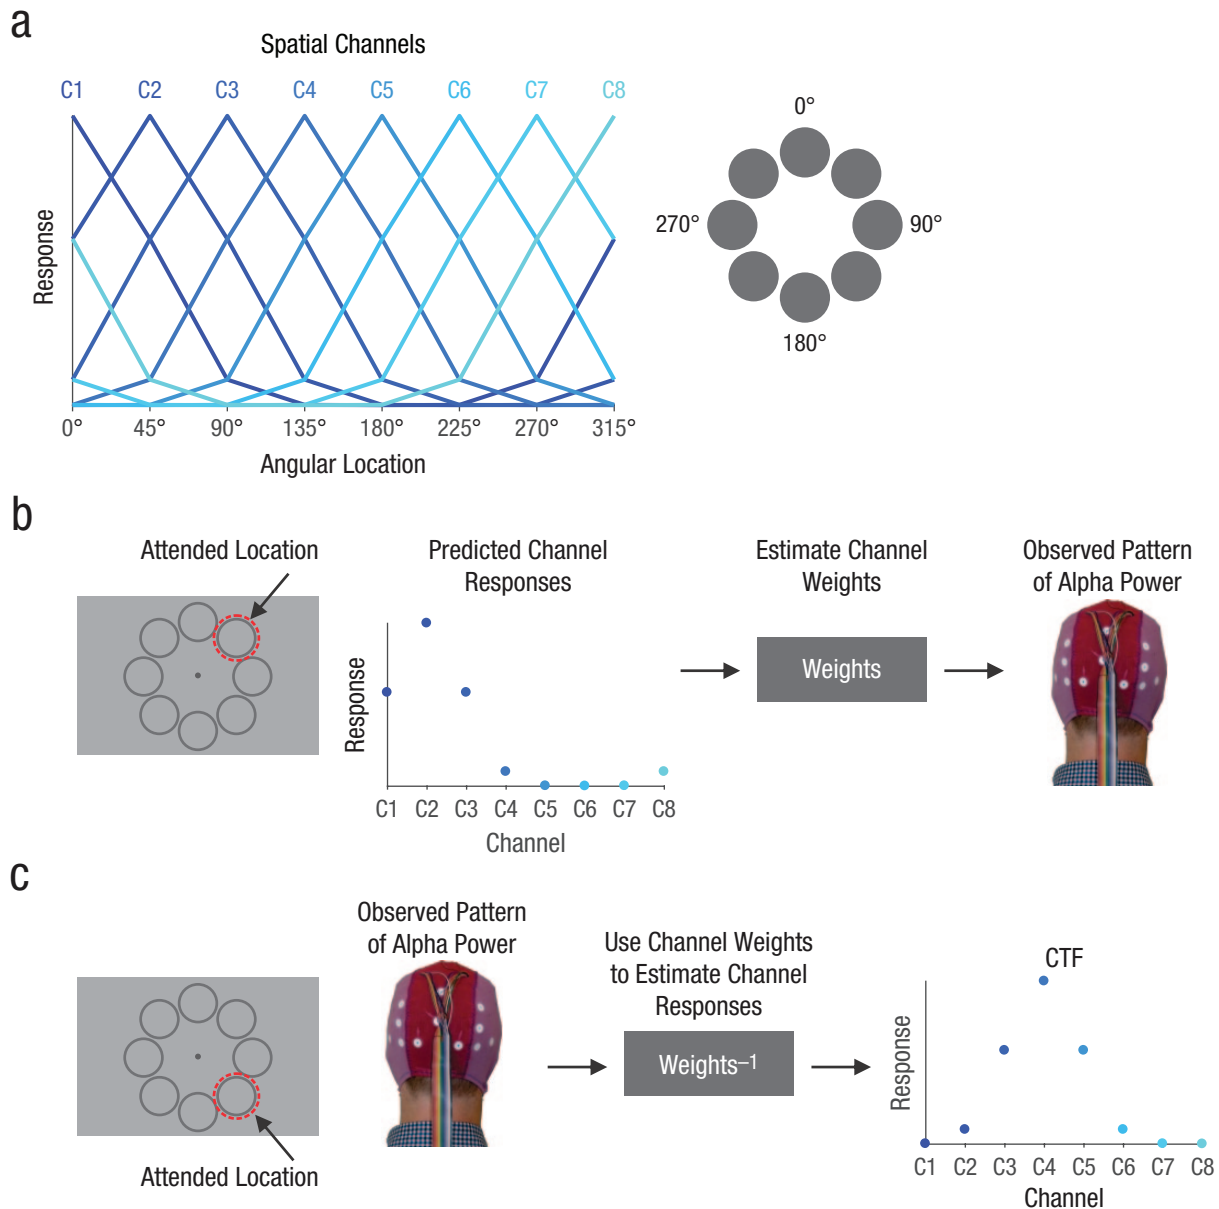 a
Spatial Channels
C1 C2 C3 C4 C5 C6 C7 C8
Response
0° 45° 90° 135° 180° 225° 270° 315°
Angular Location
0°
270° 90°
180°
b
Attended Location
Predicted Channel
Responses
Response
C1 C2 C3 C4 C5 C6 C7 C8
Channel
Estimate Channel
Weights
Weights
Observed Pattern
of Alpha Power
c
Attended Location
Observed Pattern
of Alpha Power
Use Channel Weights
to Estimate Channel
Responses
Weights⁻¹
CTF
Response
C1 C2 C3 C4 C5 C6 C7 C8
Channel